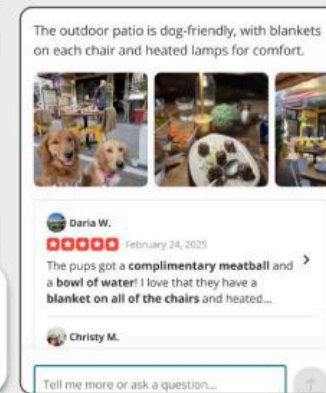 The outdoor patio is dog-friendly, with blankets
on each chair and heated lamps for comfort.
Daria W.
February 24, 2025
The pups got a complimentary meatball and
a bowl of water! I love that they have a
blanket on all of the chairs and heated...
Christy M.
Tell me more or ask a question...